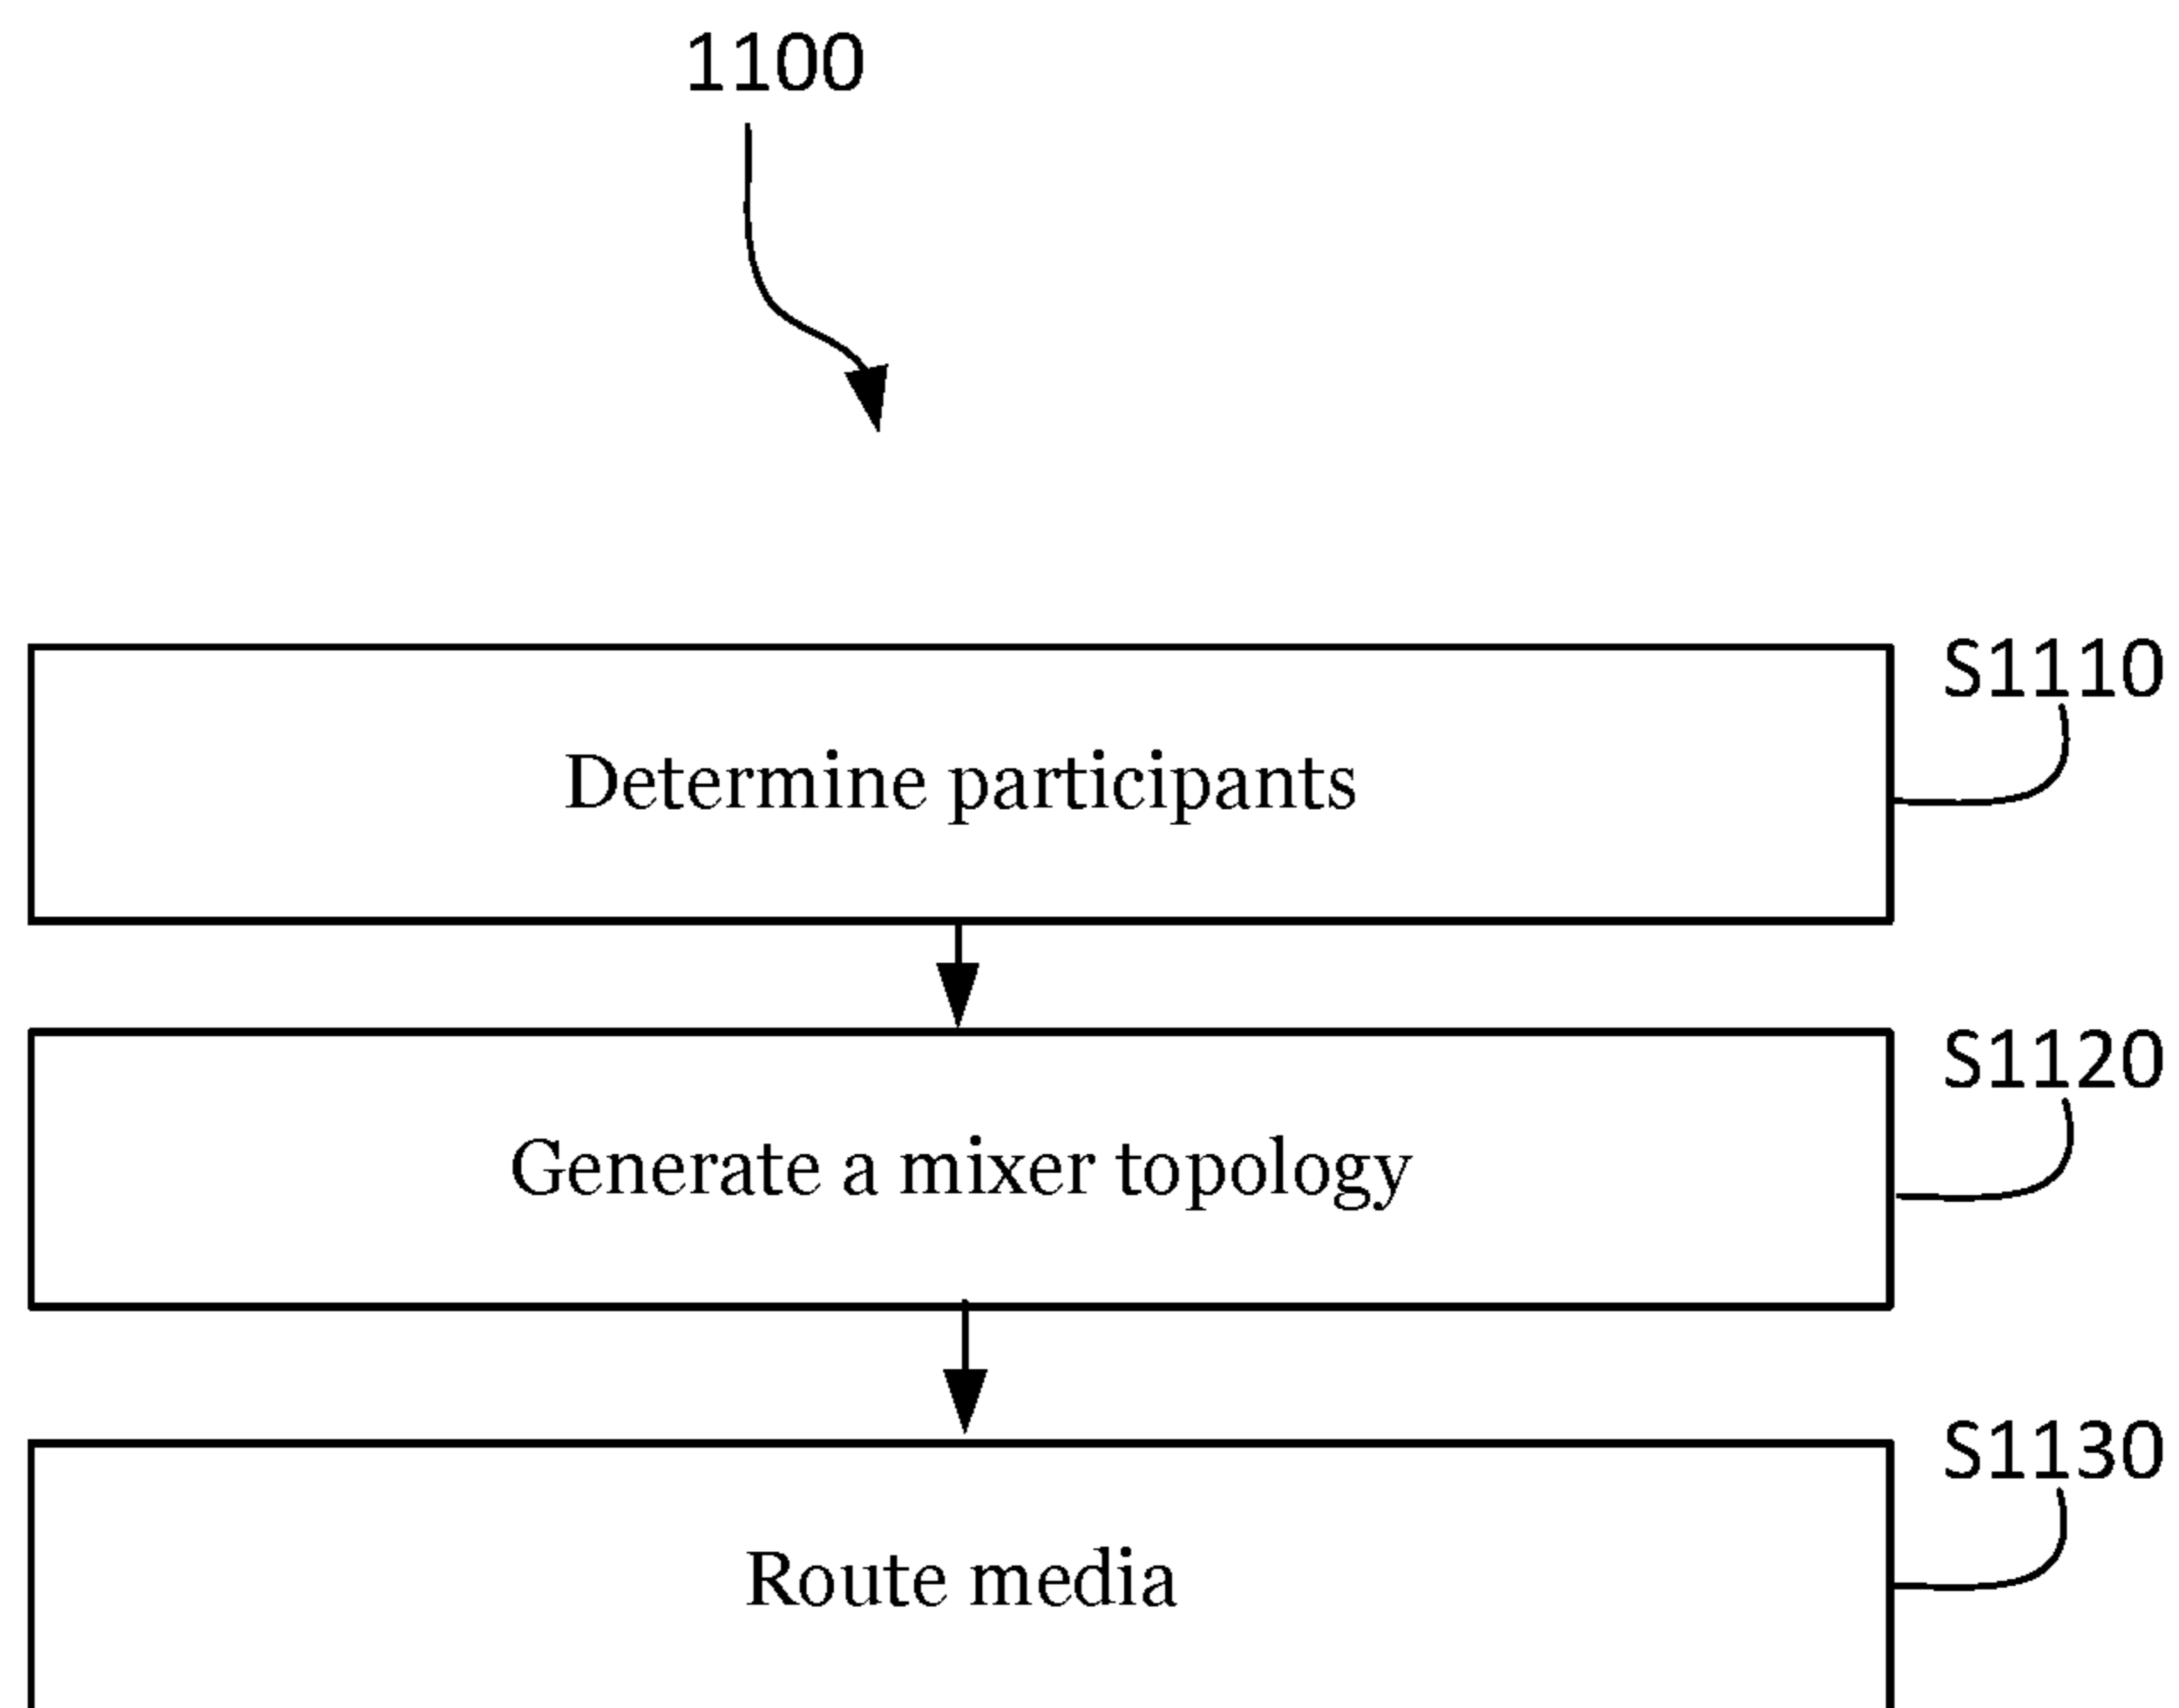 1100
S1110
Determine participants
S1120
Generate a mixer topology
S1130
Route media